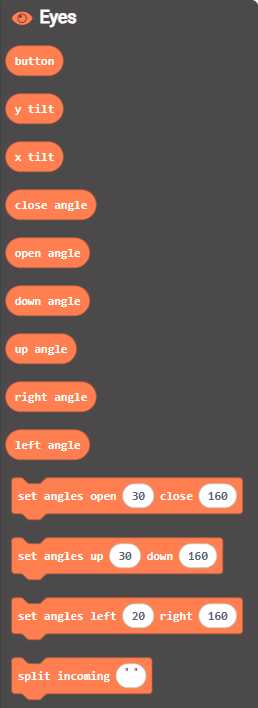 Eyes
button
y tilt
x tilt
close angle
open angle
down angle
up angle
right angle
left angle
set angles open 30 close 160
set angles up 30 down 160
set angles left 20 right 160
split incoming " "